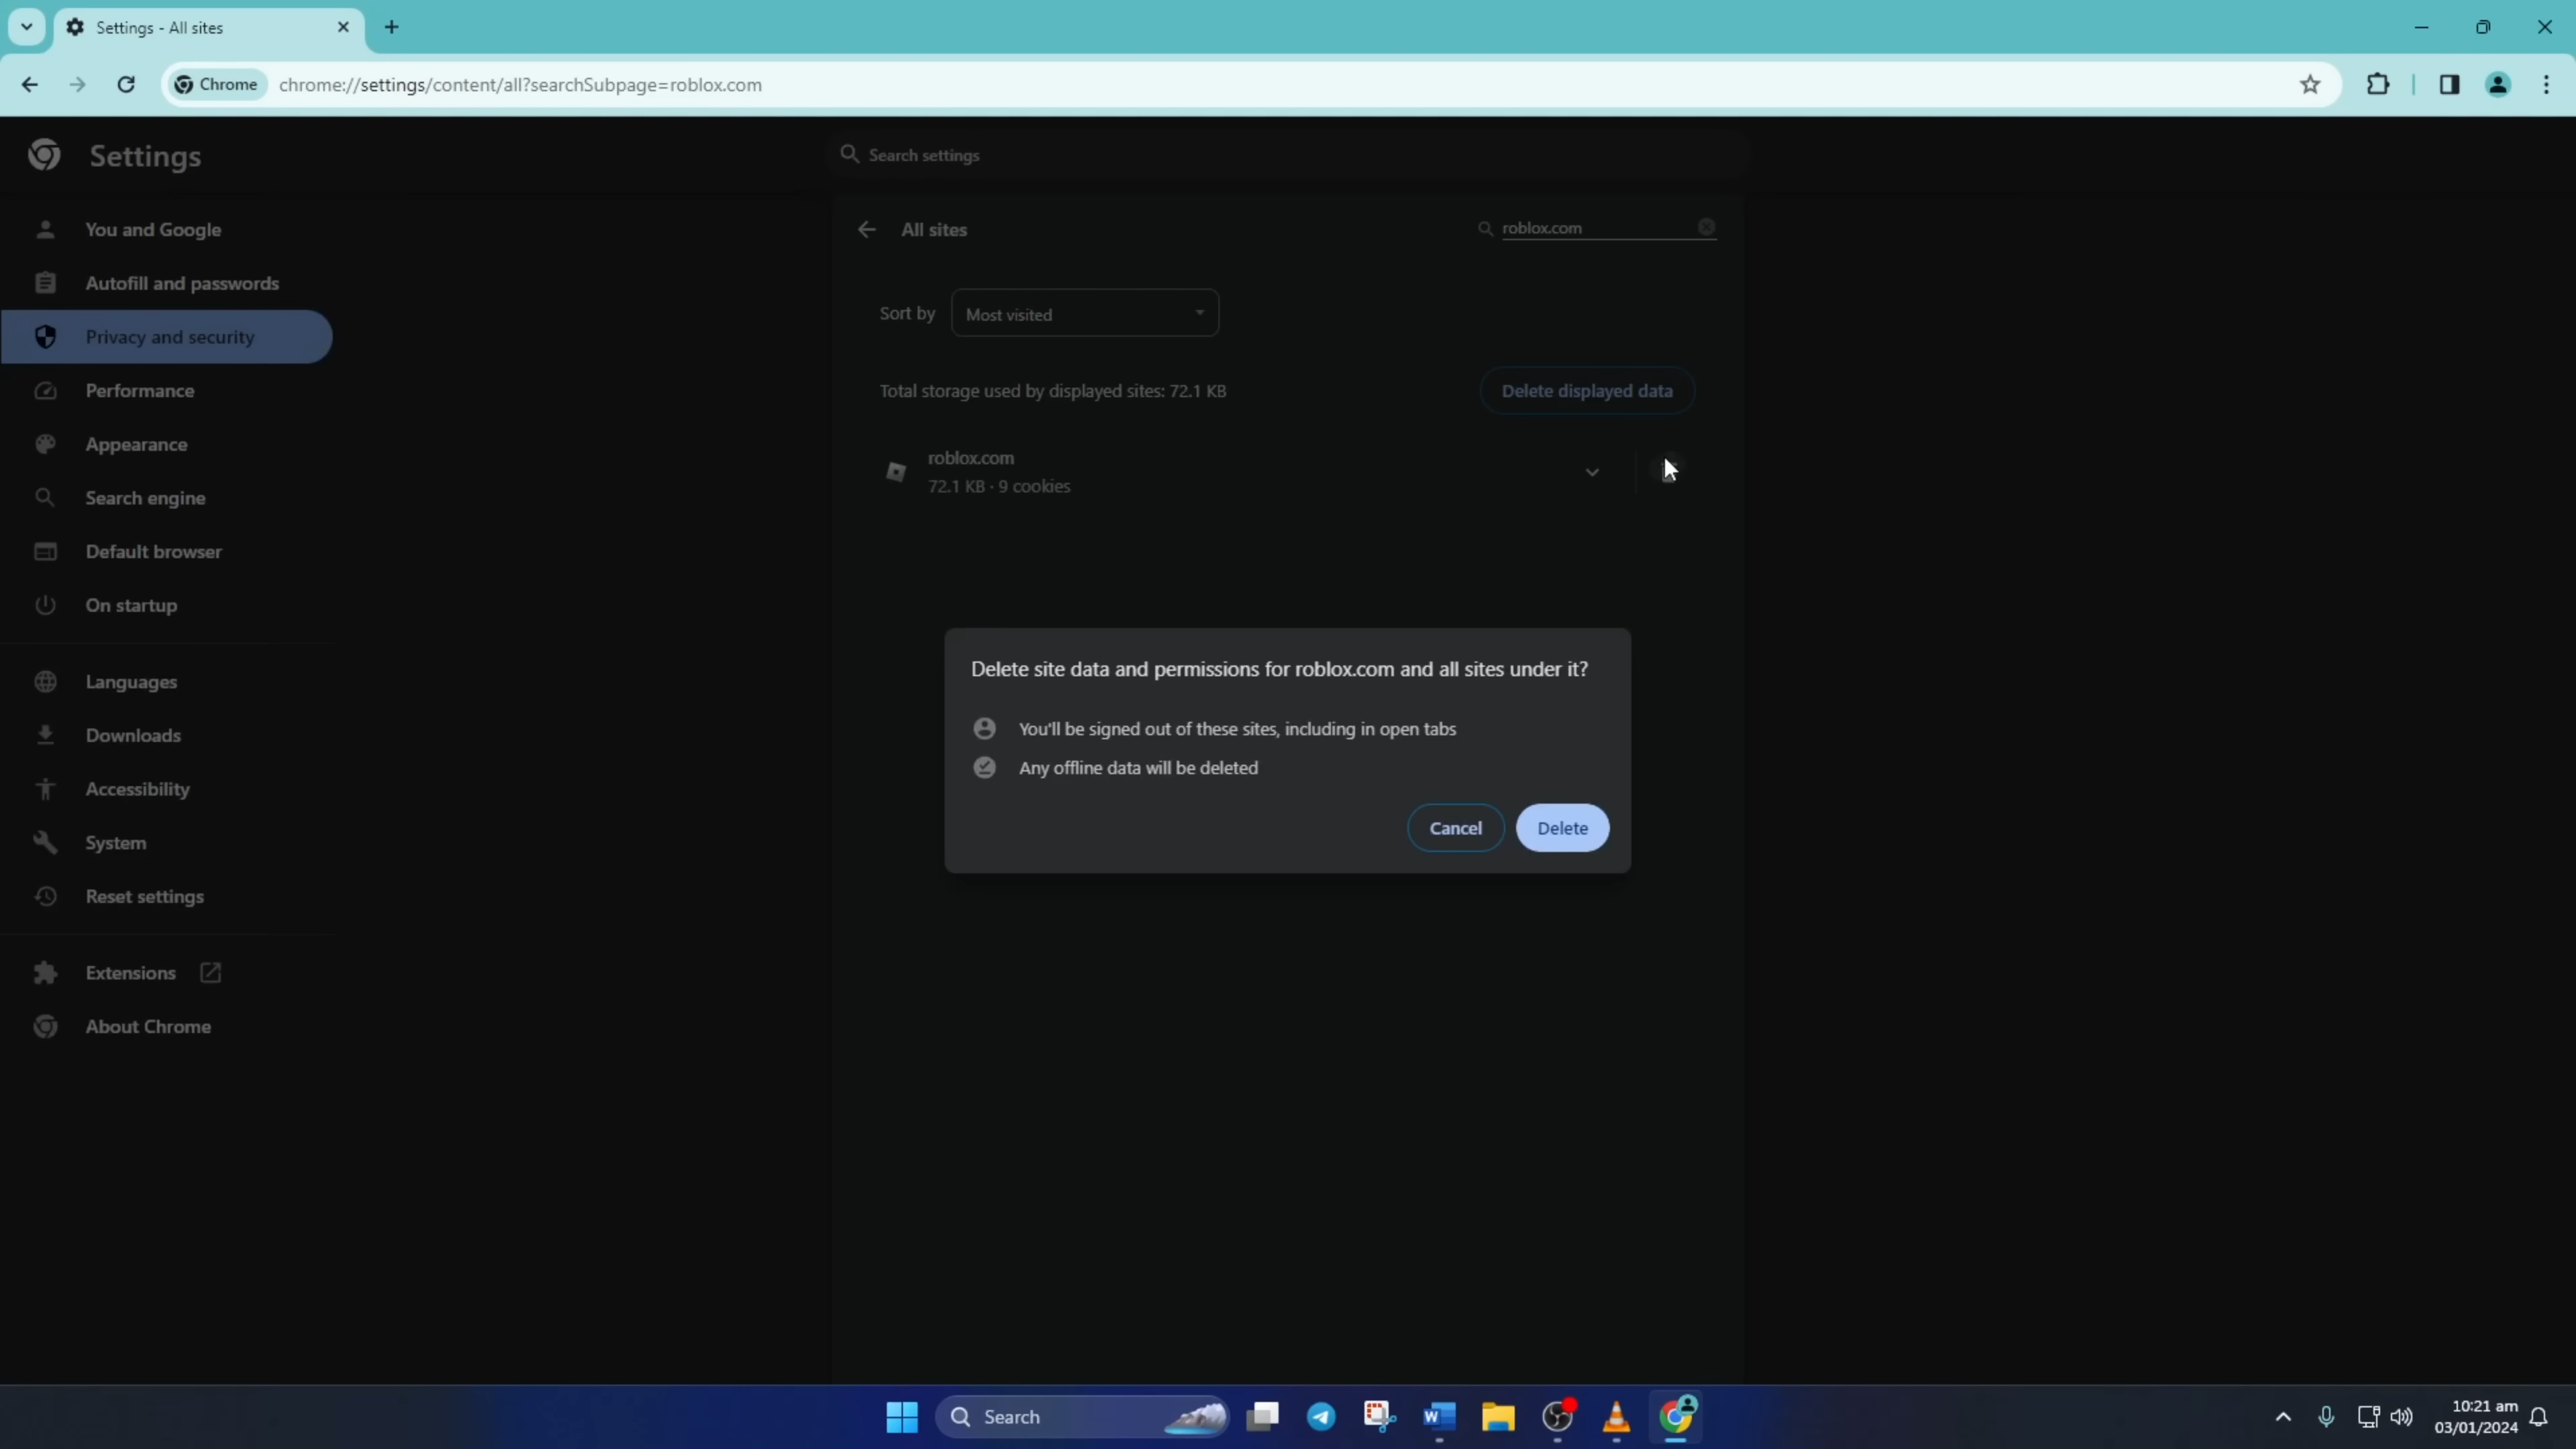 Settings - All sites
Chrome
chrome://settings/content/all?searchSubpage=roblox.com
Settings
Search settings
You and Google
Autofill and passwords
Privacy and security
Performance
Appearance
Search engine
Default browser
On startup
Languages
Downloads
Accessibility
System
Reset settings
Extensions
About Chrome
All sites
roblox.com
Sort by
Most visited
Total storage used by displayed sites: 72.1 KB
Delete displayed data
roblox.com
72.1 KB · 9 cookies
Delete site data and permissions for roblox.com and all sites under it?
You'll be signed out of these sites, including in open tabs
Any offline data will be deleted
Cancel
Delete
Search
W
10:21 am
03/01/2024